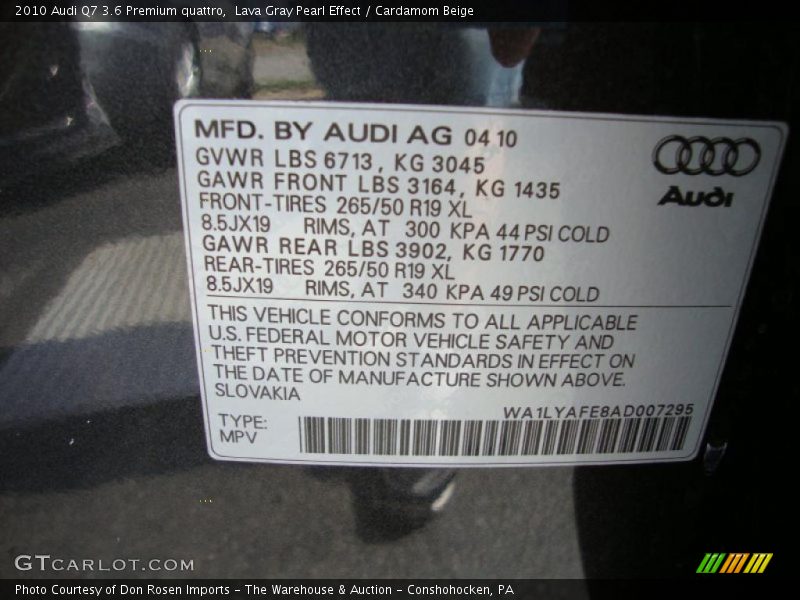 2010 Audi Q7 3.6 Premium quattro,  Lava Gray Pearl Effect / Cardamom Beige
MFD. BY AUDI AG 04 10
GVWR LBS 6713 , KG 3045
GAWR FRONT LBS 3164, KG 1435
FRONT-TIRES 265/50 R19 XL
8.5JX19 RIMS, AT 300 KPA 44 PSI COLD
GAWR REAR LBS 3902, KG 1770
REAR-TIRES 265/50 R19 XL
8.5JX19 RIMS, AT 340 KPA 49 PSI COLD
Audi
THIS VEHICLE CONFORMS TO ALL APPLICABLE
U.S. FEDERAL MOTOR VEHICLE SAFETY AND
THEFT PREVENTION STANDARDS IN EFFECT ON
THE DATE OF MANUFACTURE SHOWN ABOVE.
SLOVAKIA
WA1LYAFE8AD007295
TYPE:
MPV
GTCARLOT.COM
Photo Courtesy of Don Rosen Imports - The Warehouse & Auction - Conshohocken, PA